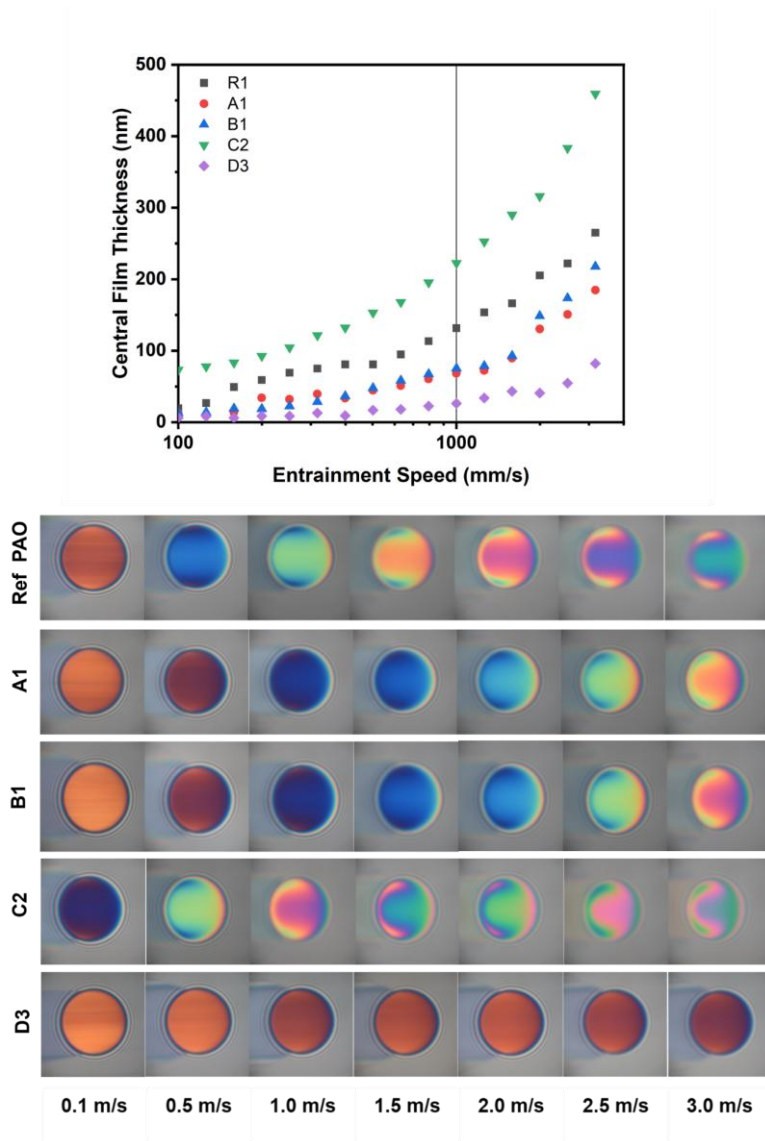 500
400
300
200
100
0
Central Film Thickness (nm)
R1
A1
B1
C2
D3
100
1000
Entrainment Speed (mm/s)
Ref PAO
A1
B1
C2
D3
0.1 m/s 0.5 m/s 1.0 m/s 1.5 m/s 2.0 m/s 2.5 m/s 3.0 m/s